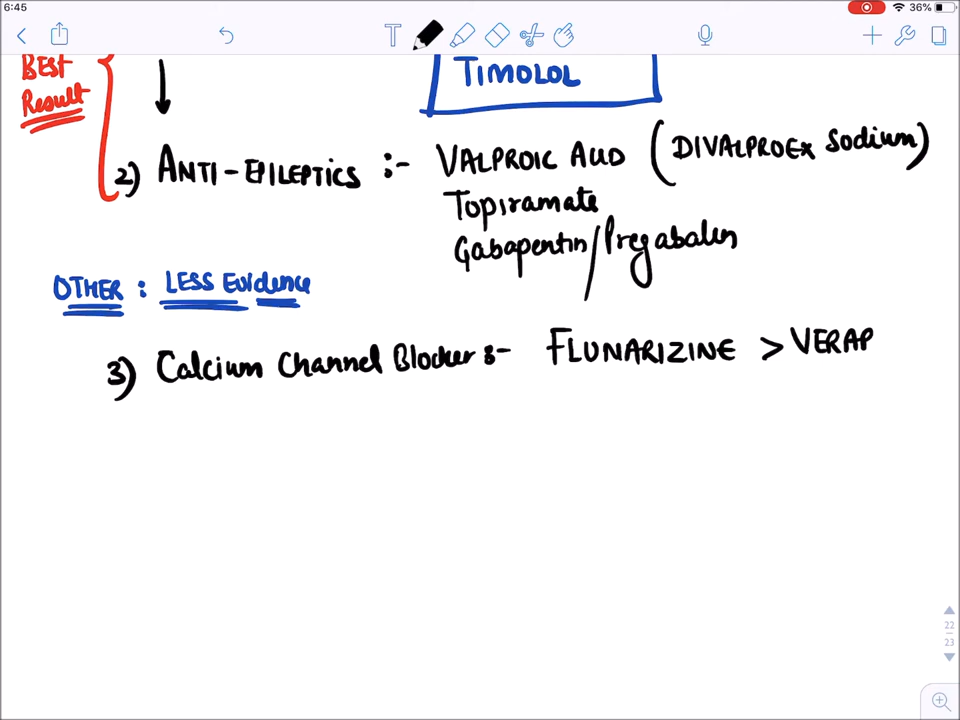 6:45
36%
T
BEST
Result
TIMOLOL
2) ANTI-EPILEPTICS :- VALPROIC ACID (DIVALPROEX Sodium)
Topiramate
Gabapentin/Pregabalin
OTHER : LESS Evidence
3) Calcium Channel Blocker :- FLUNARIZINE > VERAP
22
23